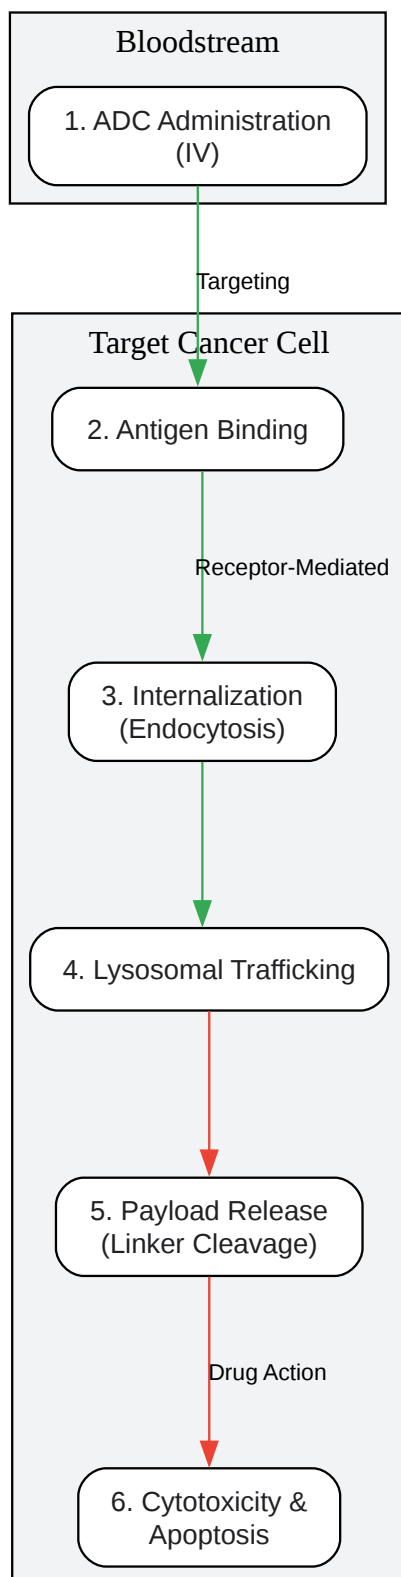 Bloodstream
1. ADC Administration
(IV)
Targeting
Target Cancer Cell
2. Antigen Binding
Receptor-Mediated
3. Internalization
(Endocytosis)
4. Lysosomal Trafficking
5. Payload Release
(Linker Cleavage)
Drug Action
6. Cytotoxicity &
Apoptosis